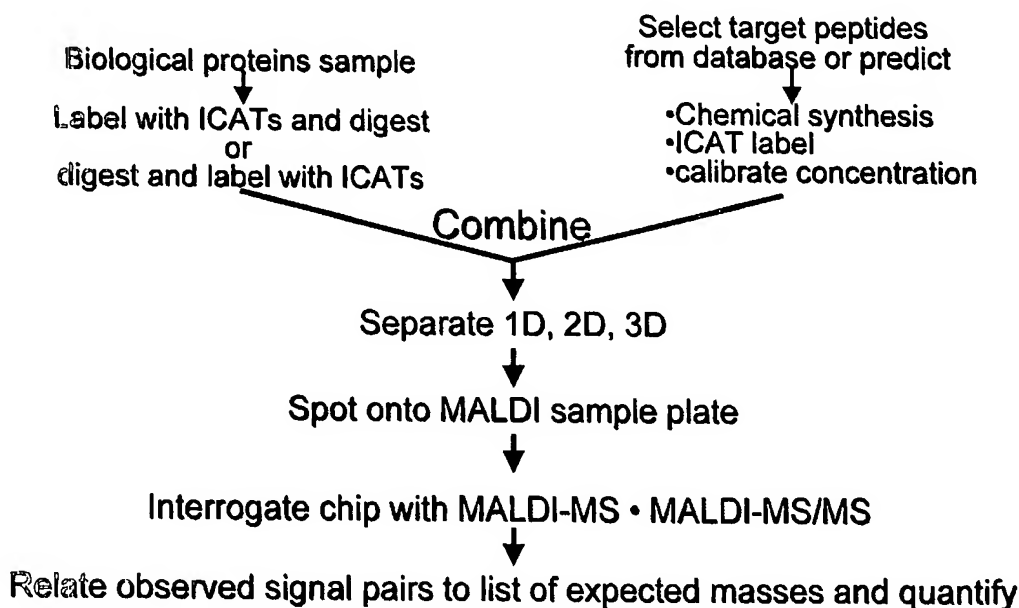 Biological proteins sample
Label with ICATs and digest
or
digest and label with ICATs
Select target peptides
from database or predict
•Chemical synthesis
•ICAT label
•calibrate concentration
Combine
Separate 1D, 2D, 3D
Spot onto MALDI sample plate
Interrogate chip with MALDI-MS • MALDI-MS/MS
Relate observed signal pairs to list of expected masses and quantify